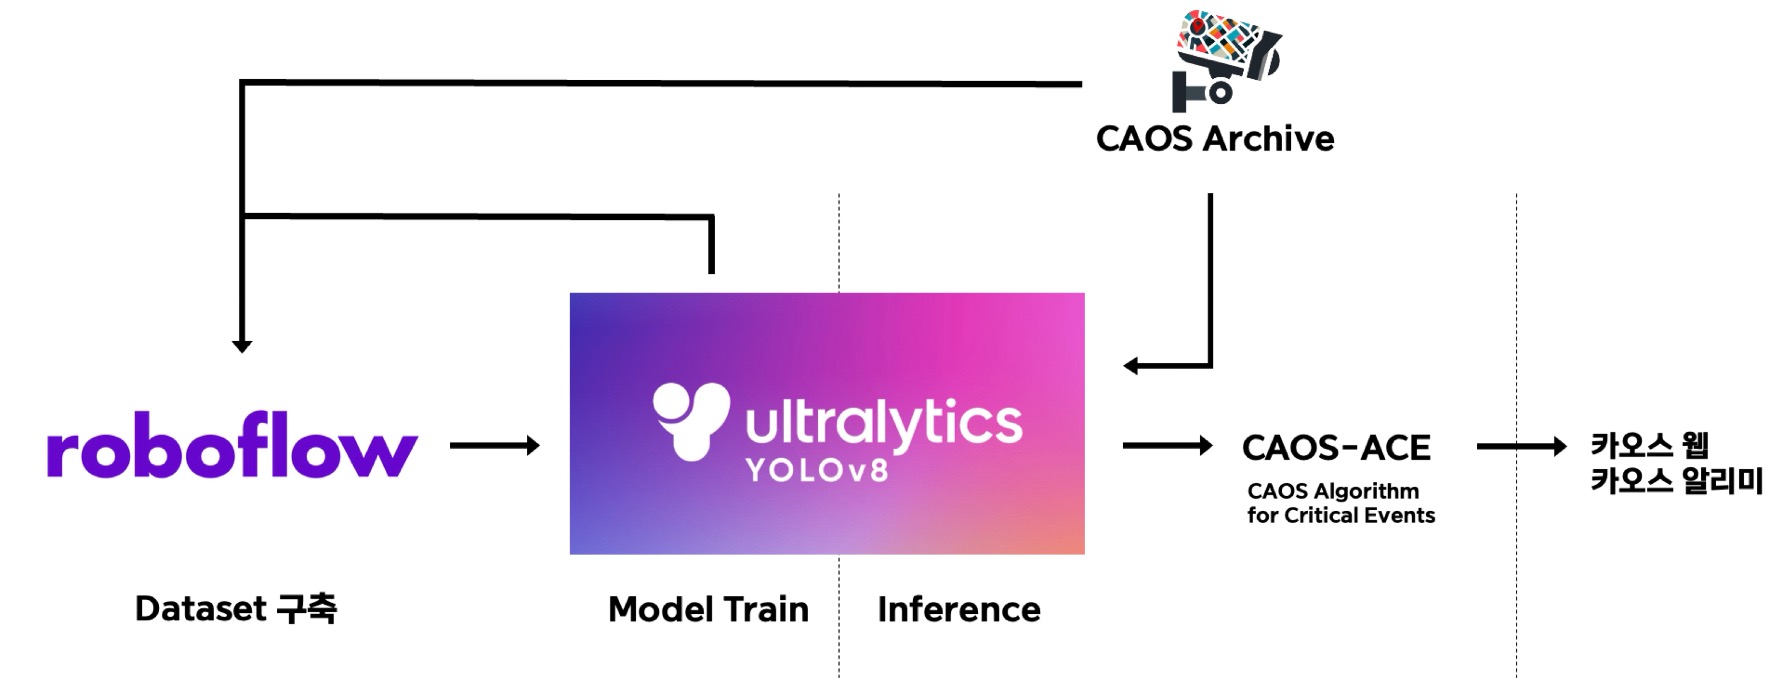 CAOS Archive
roboflow
ultralytics
YOLOv8
CAOS-ACE
CAOS Algorithm
for Critical Events
카오스 웹
카오스 알리미
Dataset 구축
Model Train
Inference